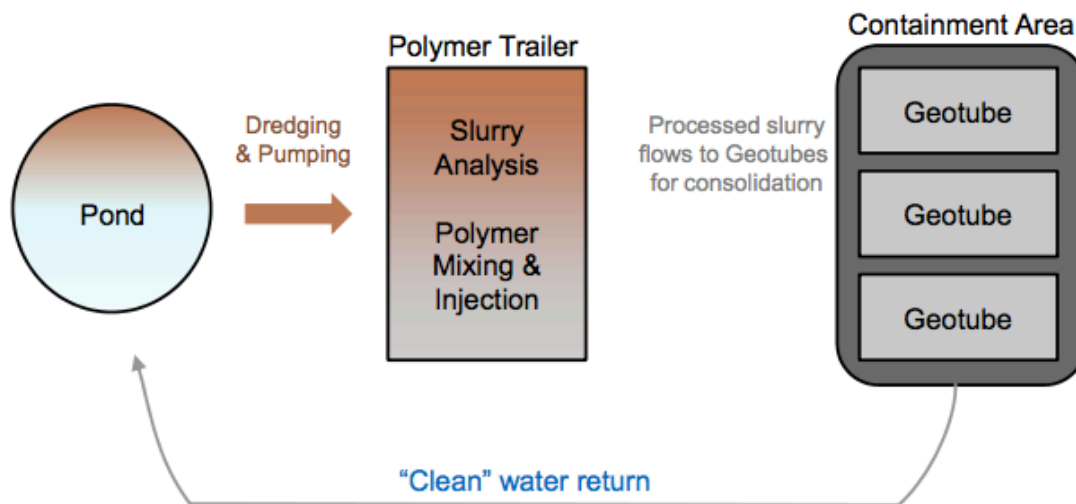 Containment Area
Polymer Trailer
Pond
Dredging
& Pumping
Slurry
Analysis
Polymer
Mixing &
Injection
Processed slurry
flows to Geotubes
for consolidation
Geotube
Geotube
Geotube
“Clean” water return